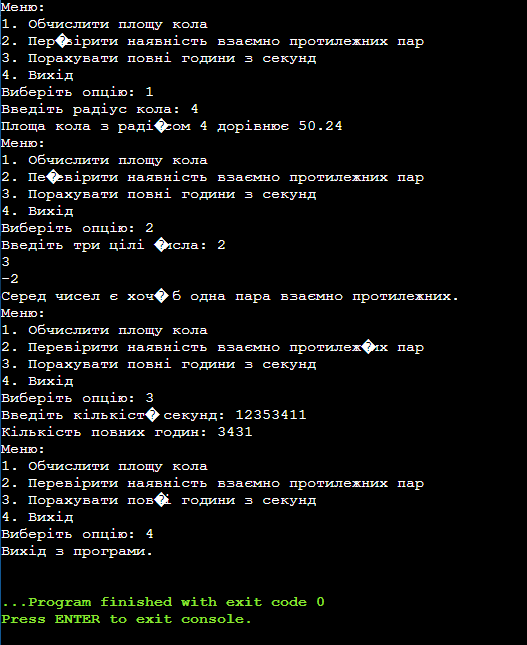 Меню:
1. Обчислити площу кола
2. Пер�вірити наявність взаємно протилежних пар
3. Порахувати повні години з секунд
4. Вихід
Виберіть опцію: 1
Введіть радіус кола: 4
Площа кола з раді�сом 4 дорівнює 50.24
Меню:
1. Обчислити площу кола
2. Пе�евірити наявність взаємно протилежних пар
3. Порахувати повні години з секунд
4. Вихід
Виберіть опцію: 2
Введіть три цілі �исла: 2
3
-2
Серед чисел є хоч� б одна пара взаємно протилежних.
Меню:
1. Обчислити площу кола
2. Перевірити наявність взаємно протилеж�их пар
3. Порахувати повні години з секунд
4. Вихід
Виберіть опцію: 3
Введіть кількіст� секунд: 12353411
Кількість повних годин: 3431
Меню:
1. Обчислити площу кола
2. Перевірити наявність взаємно протилежних пар
3. Порахувати пов�і години з секунд
4. Вихід
Виберіть опцію: 4
Вихід з програми.
...Program finished with exit code 0
Press ENTER to exit console.